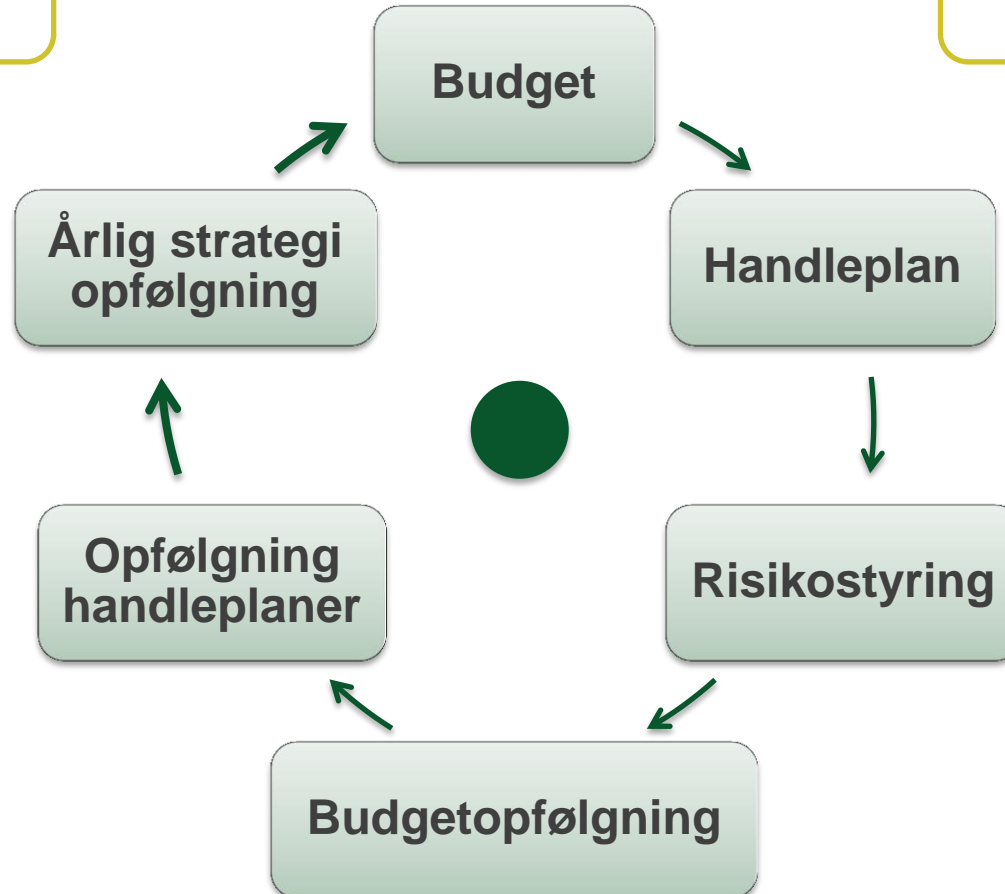 Budget
Handleplan
Risikostyring
Budgetopfølgning
Opfølgning
handleplaner
Årlig strategi
opfølgning